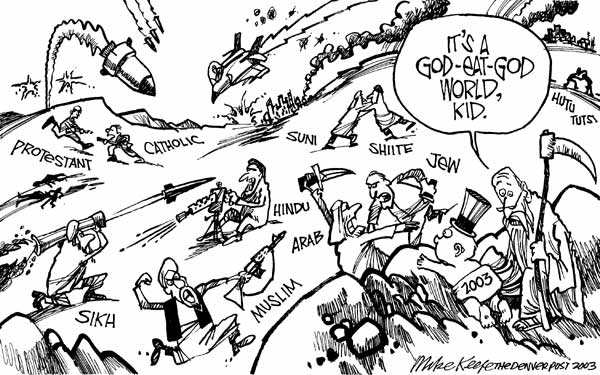 IT'S A
GOD-EAT-GOD
WORLD,
KID.
PROTESTANT
CATHOLIC
SUNI
SHIITE
JEW
HUTU
TUTSI
HINDU
ARAB
SIKH
MUSLIM
2003
Mike Keefe THE DENVER POST 2003